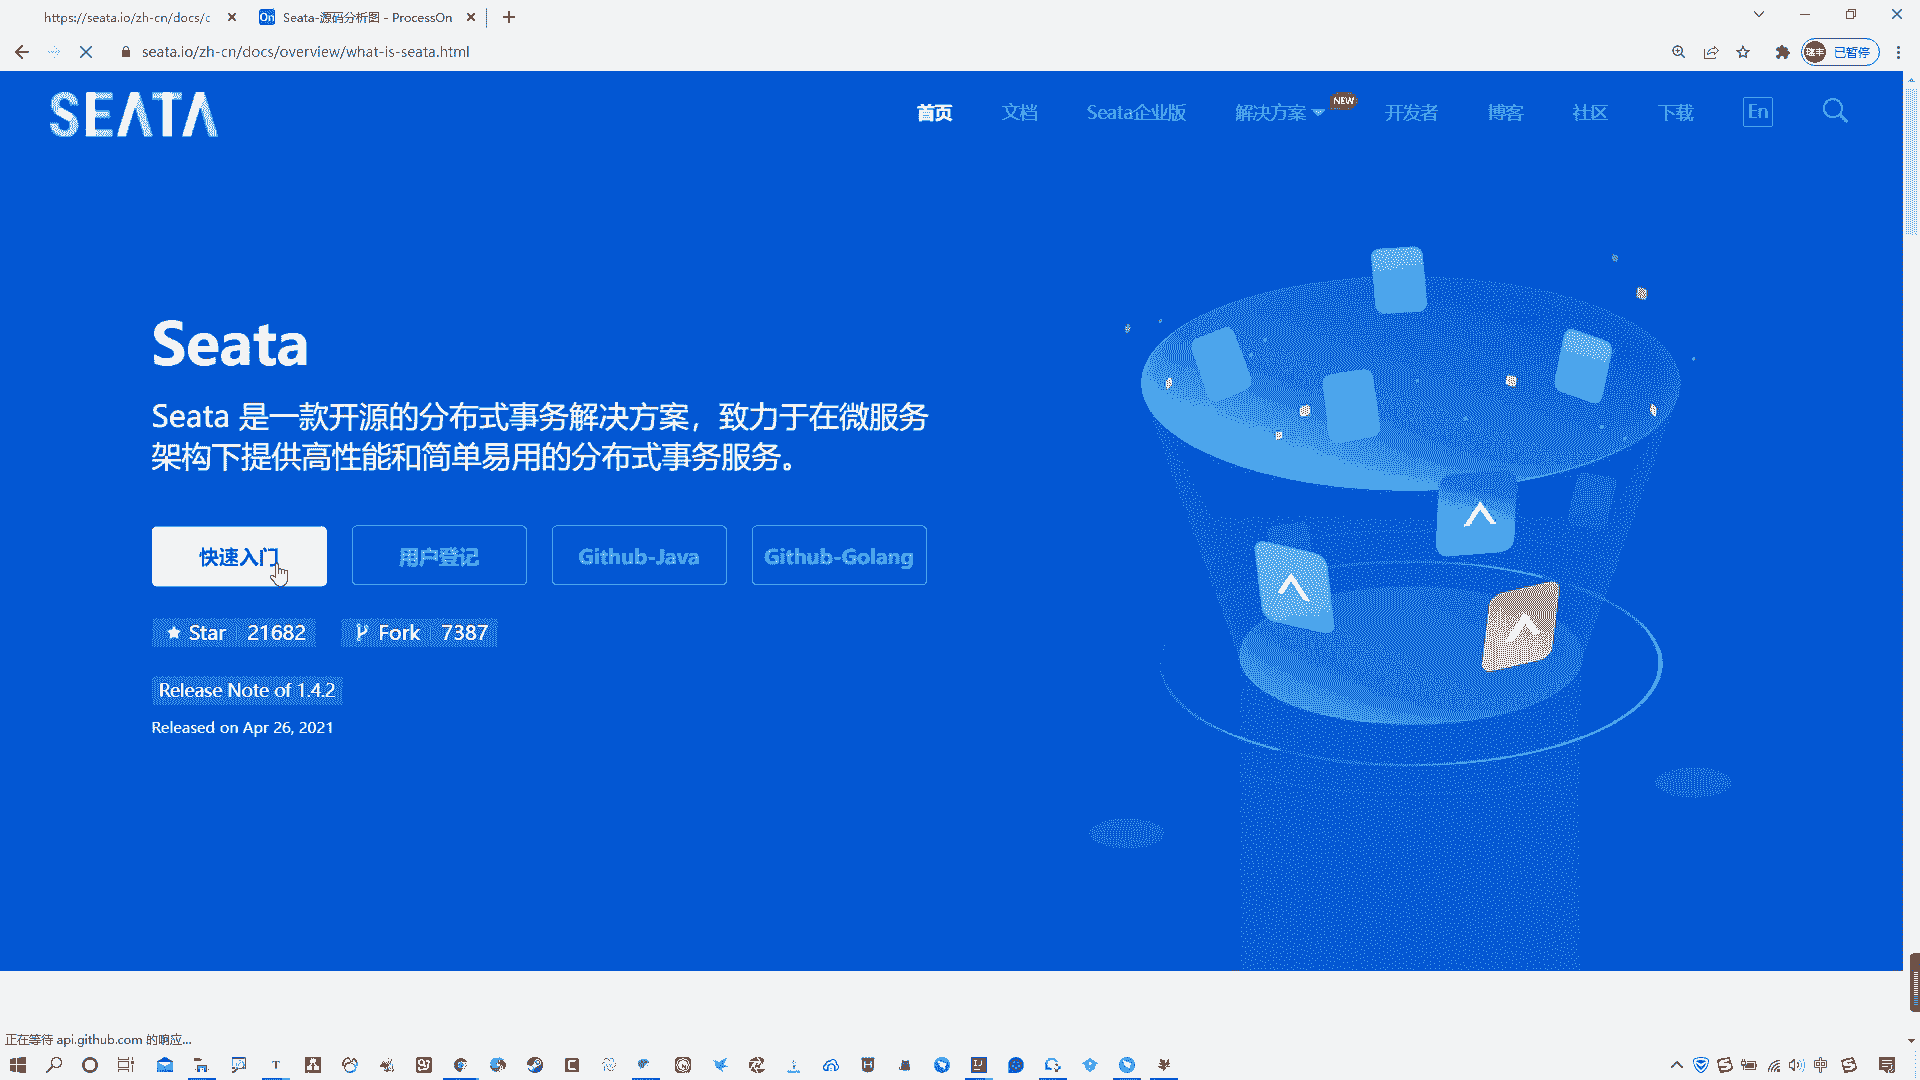 https://seata.io/zh-cn/docs/c
On Seata-源码分析图 - ProcessOn
seata.io/zh-cn/docs/overview/what-is-seata.html
已暂停
SEATA
首页 文档 Seata企业版 解决方案 NEW 开发者 博客 社区 下载 En
Seata
Seata 是一款开源的分布式事务解决方案，致力于在微服务
架构下提供高性能和简单易用的分布式事务服务。
快速入门 用户登记 Github-Java Github-Golang
Star 21682 Fork 7387
Release Note of 1.4.2
Released on Apr 26, 2021
正在等待 api.github.com 的响应...
中